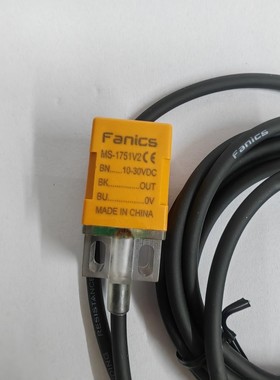 Fanics
MS-1751V2 CE
BN......10-30VDC
BK............OUT
BU..............0V
MADE IN CHINA
Fanics